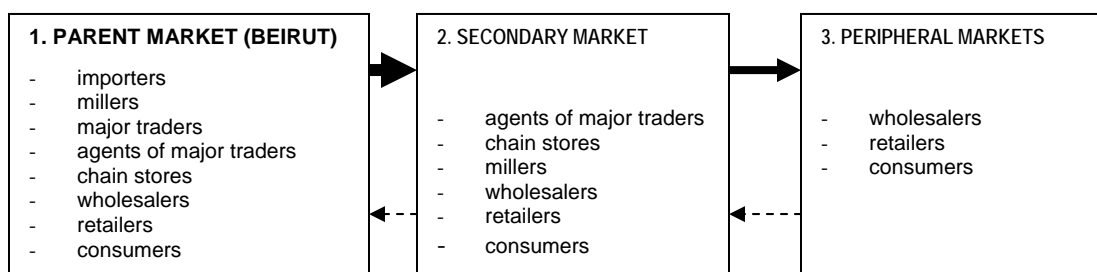 1. PARENT MARKET (BEIRUT)
- importers
- millers
- major traders
- agents of major traders
- chain stores
- wholesalers
- retailers
- consumers
2. SECONDARY MARKET
- agents of major traders
- chain stores
- millers
- wholesalers
- retailers
- consumers
3. PERIPHERAL MARKETS
- wholesalers
- retailers
- consumers